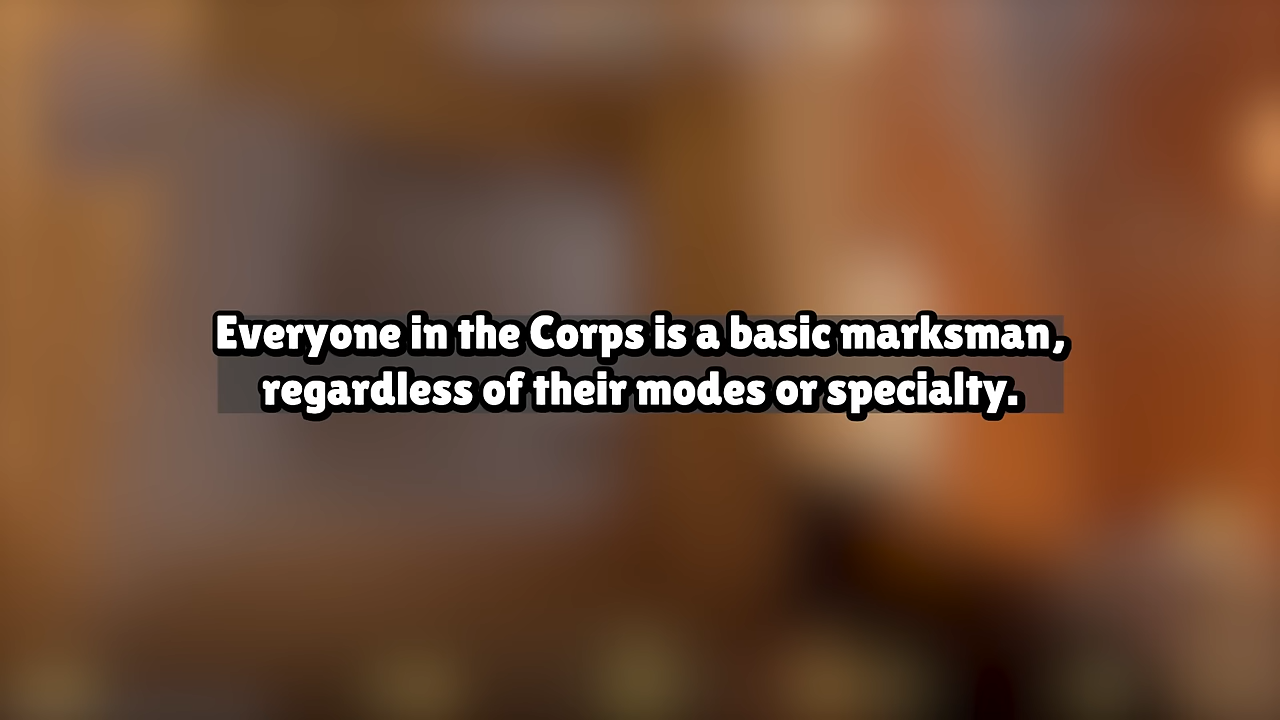 Everyone in the Corps is a basic marksman,
regardless of their modes or specialty.